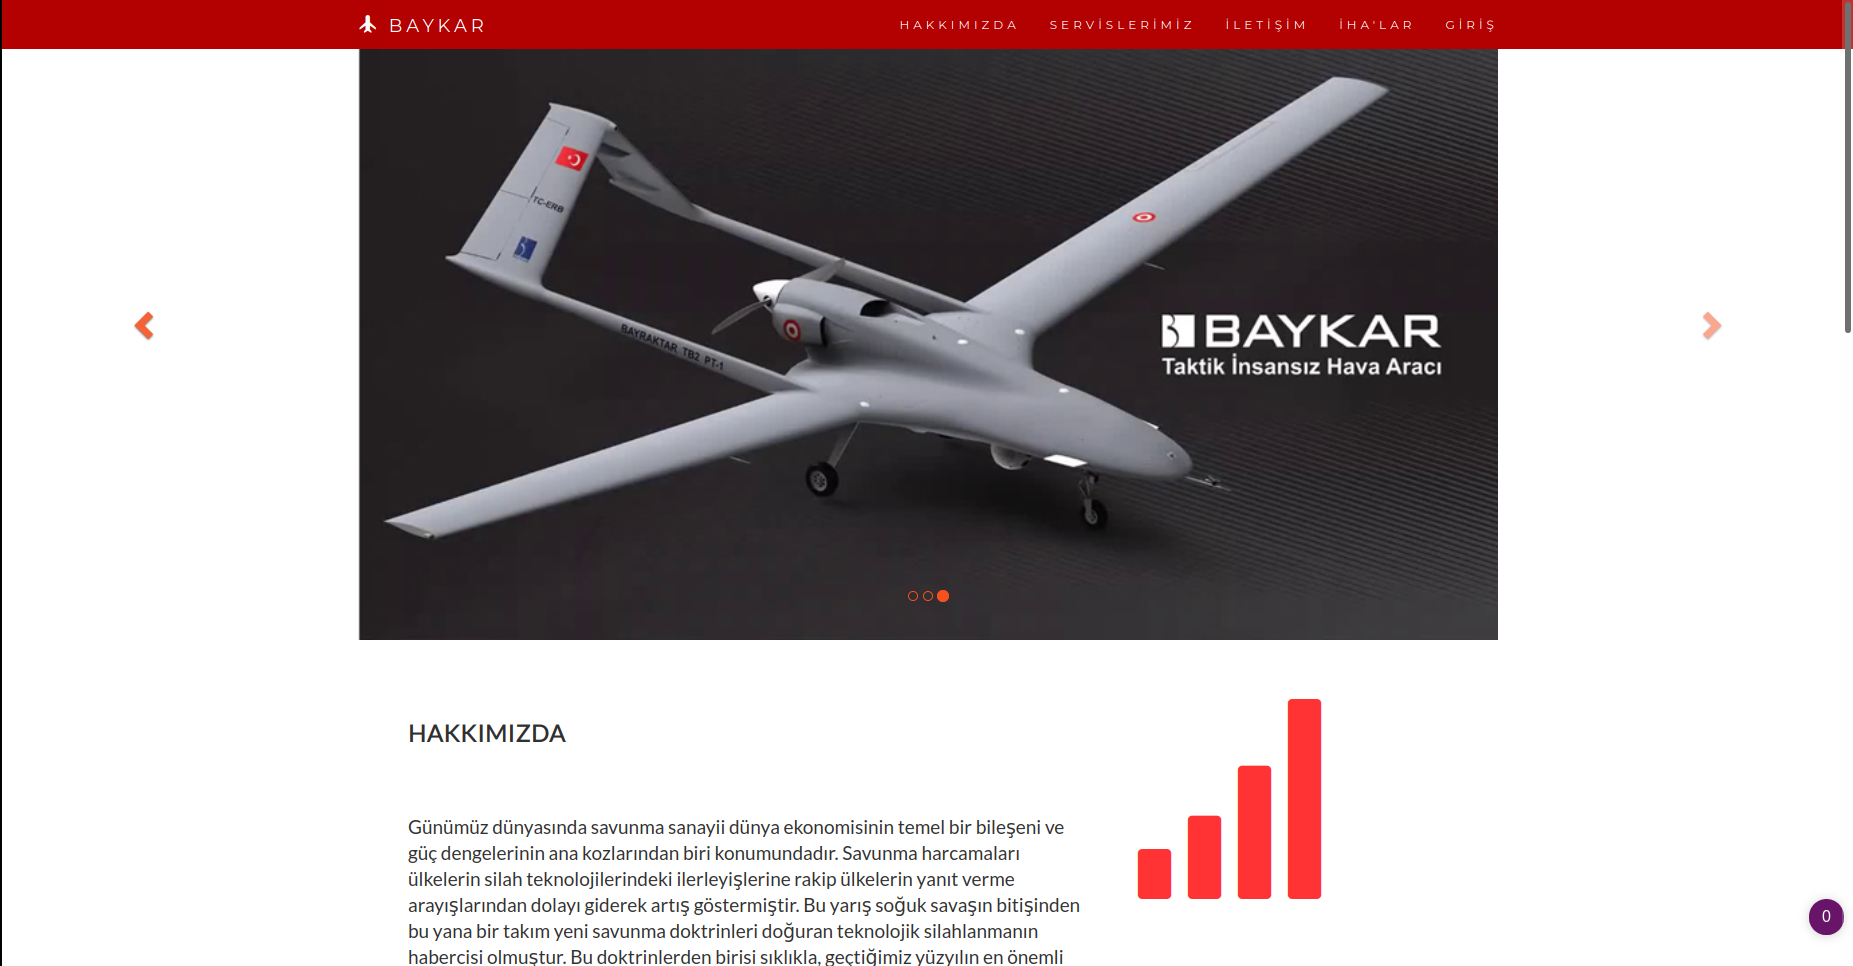 BAYKAR
HAKKIMIZDA
SERVİSLERİMİZ
İLETİŞİM
İHA'LAR
GİRİŞ
TC-ERB
BAYRAKTAR TB2 PT-1
BAYKAR
Taktik İnsansız Hava Aracı
HAKKIMIZDA
Günümüz dünyasında savunma sanayii dünya ekonomisinin temel bir bileşeni ve
güç dengelerinin ana kozlarından biri konumundadır. Savunma harcamaları
ülkelerin silah teknolojilerindeki ilerleyişlerine rakip ülkelerin yanıt verme
arayışlarından dolayı giderek artış göstermiştir. Bu yarış soğuk savaşın bitişinden
bu yana bir takım yeni savunma doktrinleri doğuran teknolojik silahlanmanın
habercisi olmuştur. Bu doktrinlerden birisi sıklıkla, geçtiğimiz yüzyılın en önemli
0